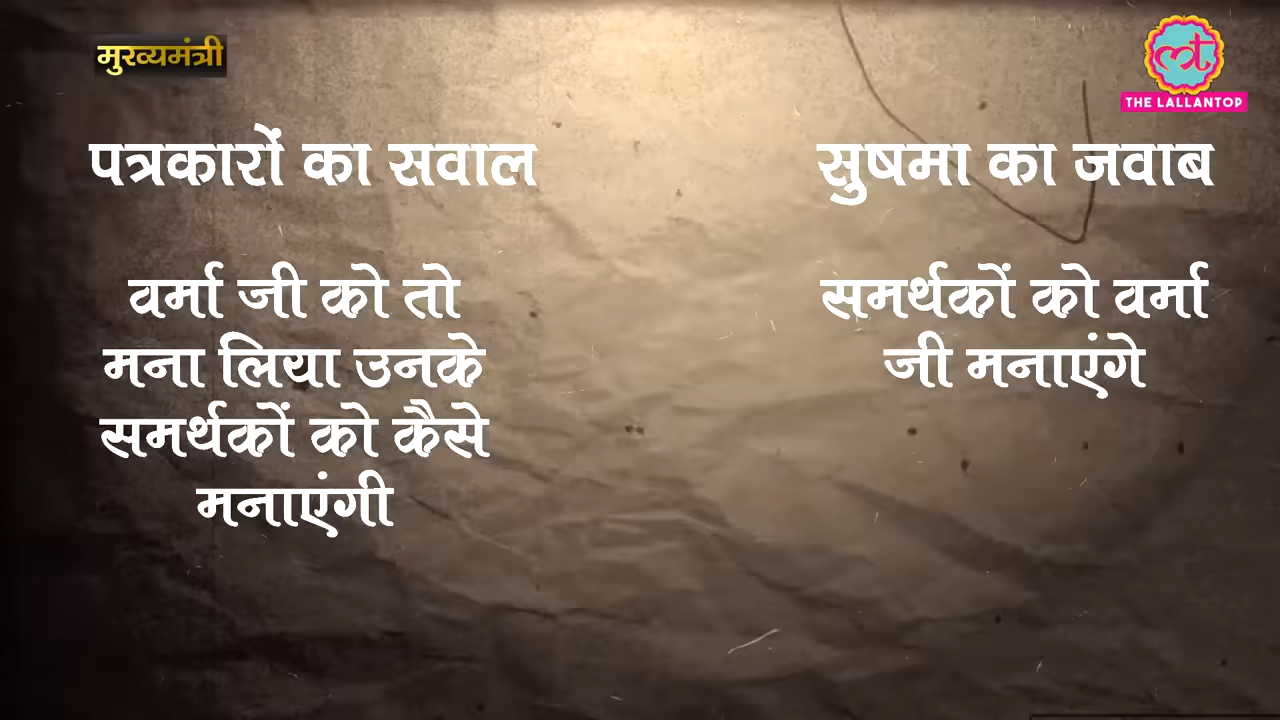 मुख्यमंत्री
THE LALLANTOP
पत्रकारों का सवाल
वर्मा जी को तो
मना लिया उनके
समर्थकों को कैसे
मनाएंगी
सुषमा का जवाब
समर्थकों को वर्मा
जी मनाएंगे